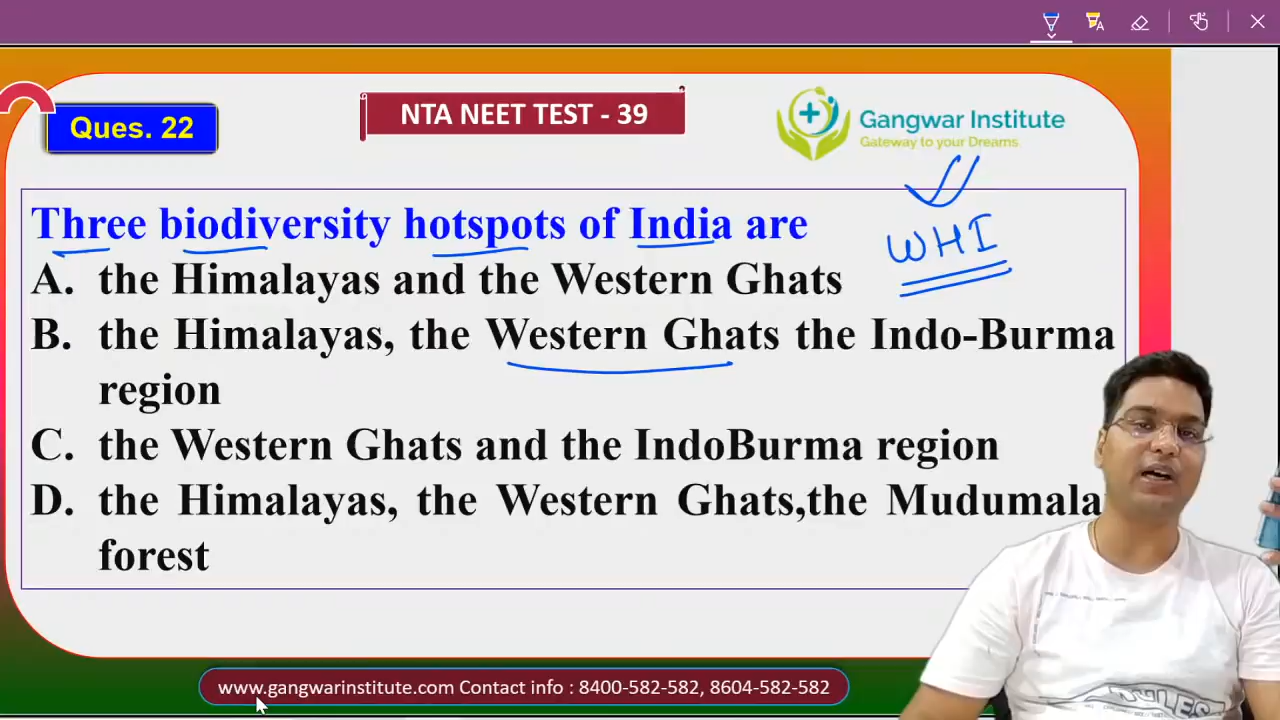 Ques. 22
NTA NEET TEST - 39
Gangwar Institute
Gateway to your Dreams
Three biodiversity hotspots of India are
WHI
A. the Himalayas and the Western Ghats
B. the Himalayas, the Western Ghats the Indo-Burma
region
C. the Western Ghats and the IndoBurma region
D. the Himalayas, the Western Ghats,the Mudumala
forest
www.gangwarinstitute.com Contact info : 8400-582-582, 8604-582-582